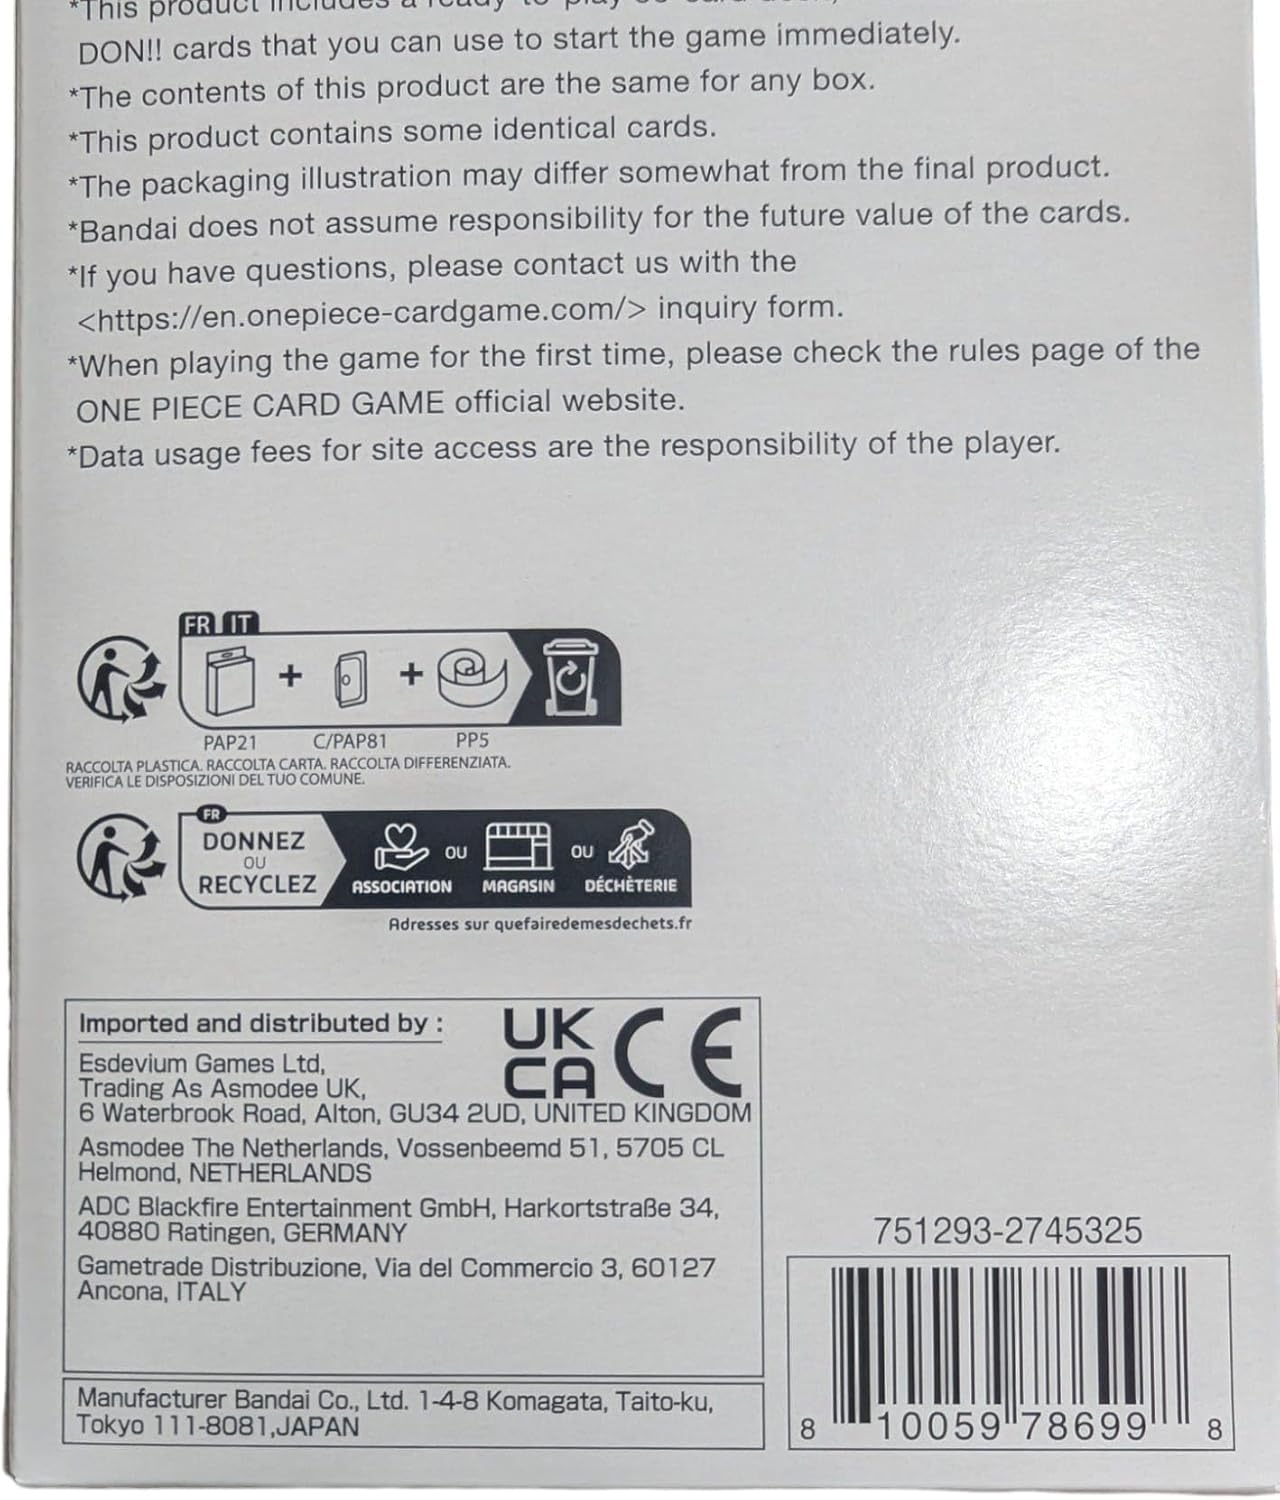 *This product includes a ready to play
DON!! cards that you can use to start the game immediately.
*The contents of this product are the same for any box.
*This product contains some identical cards.
*The packaging illustration may differ somewhat from the final product.
*Bandai does not assume responsibility for the future value of the cards.
*If you have questions, please contact us with the
<https://en.onepiece-cardgame.com/> inquiry form.
*When playing the game for the first time, please check the rules page of the
ONE PIECE CARD GAME official website.
*Data usage fees for site access are the responsibility of the player.
FR IT
+ +
PAP21 C/PAP81 PP5
RACCOLTA PLASTICA. RACCOLTA CARTA. RACCOLTA DIFFERENZIATA.
VERIFICA LE DISPOSIZIONI DEL TUO COMUNE.
FR
DONNEZ
OU
RECYCLEZ
OU OU
ASSOCIATION MAGASIN DÉCHÈTERIE
Adresses sur quefairedemesdechets.fr
Imported and distributed by :
UK
CA
CE
Esdevium Games Ltd,
Trading As Asmodee UK,
6 Waterbrook Road, Alton, GU34 2UD, UNITED KINGDOM
Asmodee The Netherlands, Vossenbeemd 51, 5705 CL
Helmond, NETHERLANDS
ADC Blackfire Entertainment GmbH, Harkortstraße 34,
40880 Ratingen, GERMANY
Gametrade Distribuzione, Via del Commercio 3, 60127
Ancona, ITALY
Manufacturer Bandai Co., Ltd. 1-4-8 Komagata, Taito-ku,
Tokyo 111-8081,JAPAN
751293-2745325
8 10059 78699 8